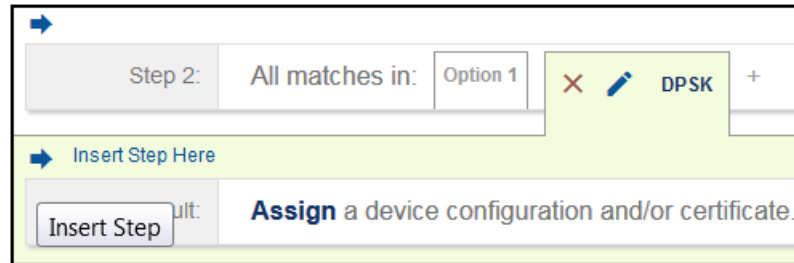 Step 2: All matches in: Option 1 DPSK +
Insert Step Here
ult: Assign a device configuration and/or certificate.
Insert Step